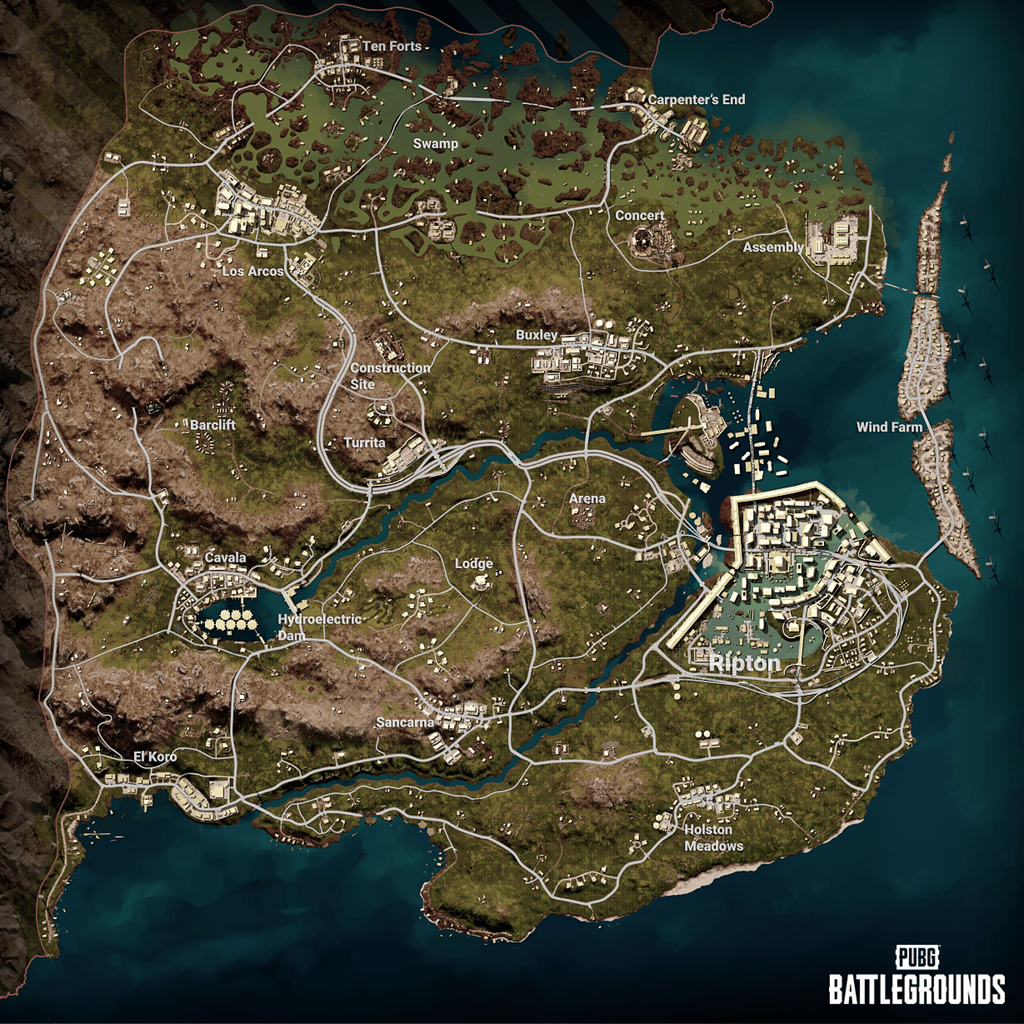 Ten Forts
Carpenter's End
Swamp
Concert
Assembly
Los Arcos
Buxley
Construction
Site
Wind Farm
Barclift
Turrita
Arena
Cavala
Lodge
Hydroelectric
Dam
Ripton
Sancarna
El Koro
Holston
Meadows
PUBG
BATTLEGROUNDS